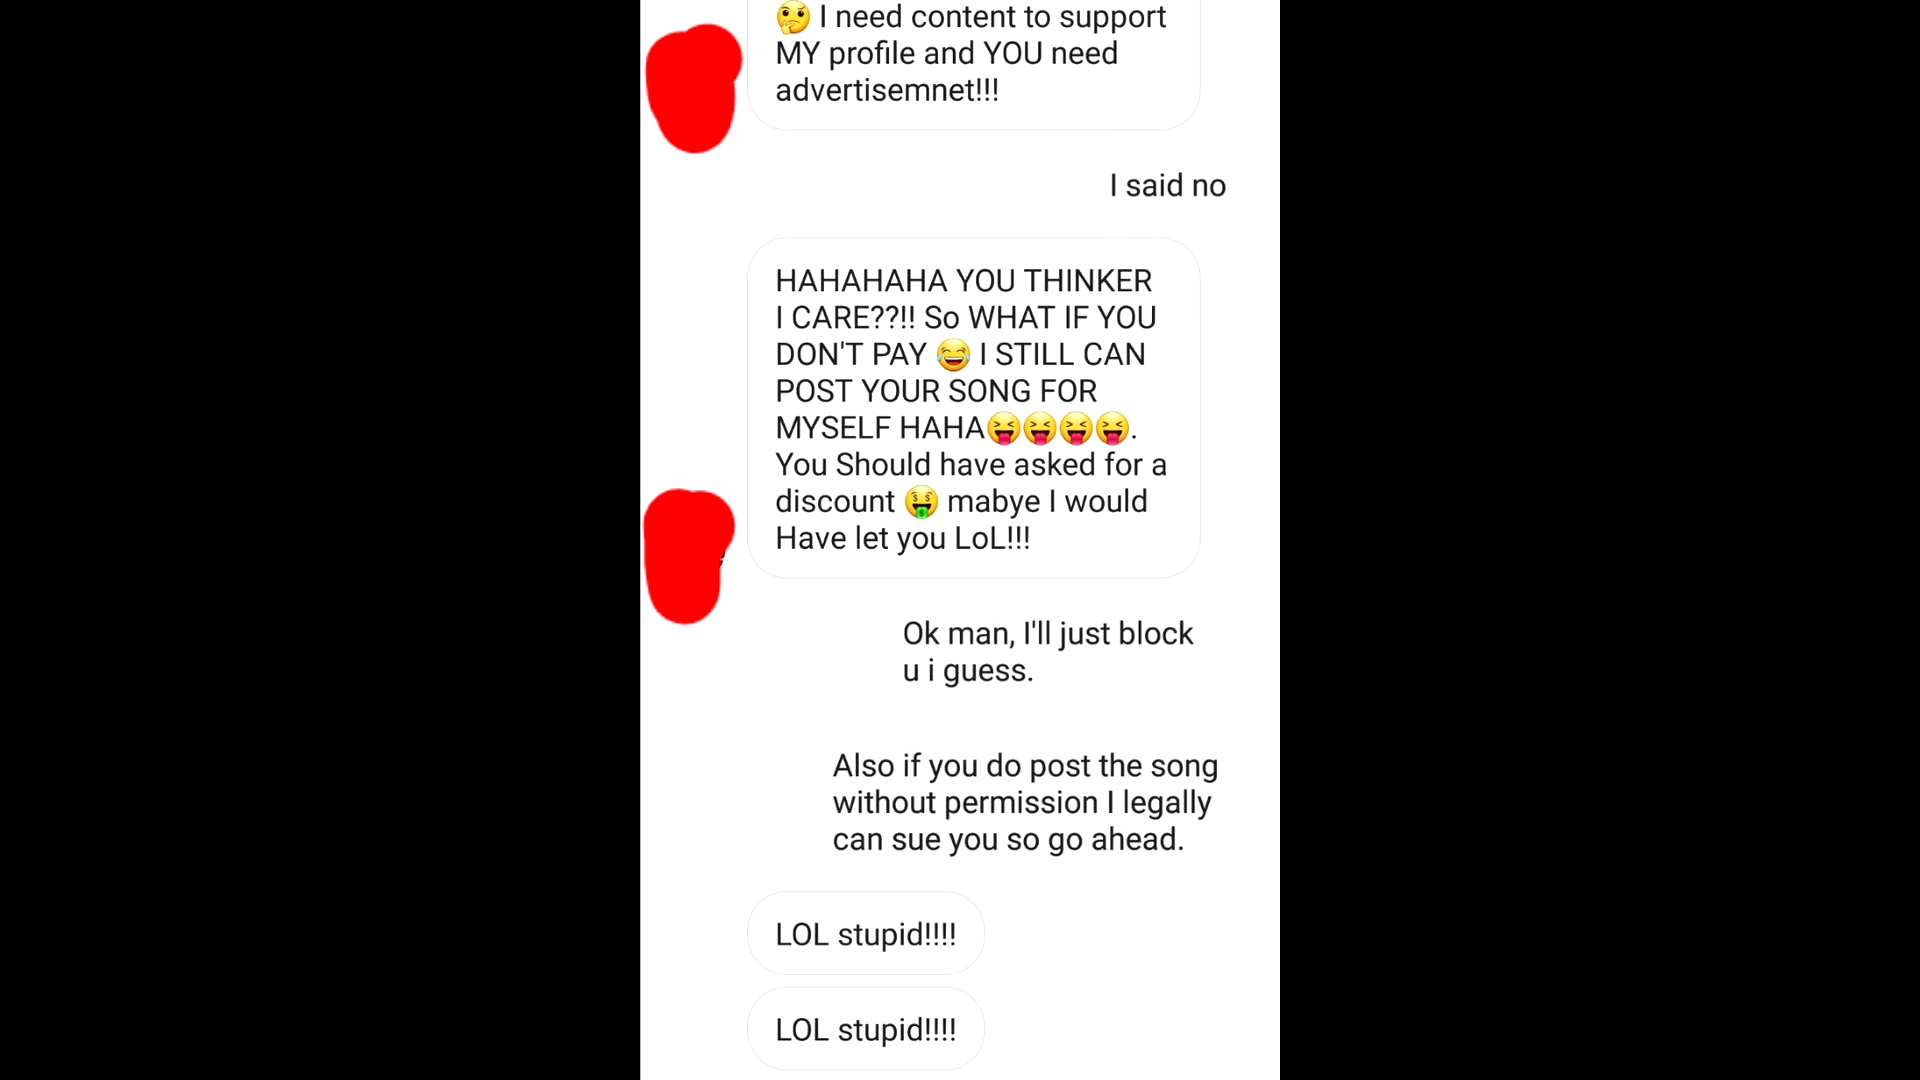 🤔 I need content to support
MY profile and YOU need
advertisemnet!!!
I said no
HAHAHAHA YOU THINKER
I CARE??!! So WHAT IF YOU
DON'T PAY 😂 I STILL CAN
POST YOUR SONG FOR
MYSELF HAHA😝😝😝😝.
You Should have asked for a
discount 🤑 mabye I would
Have let you LoL!!!
Ok man, I'll just block
u i guess.
Also if you do post the song
without permission I legally
can sue you so go ahead.
LOL stupid!!!!
LOL stupid!!!!